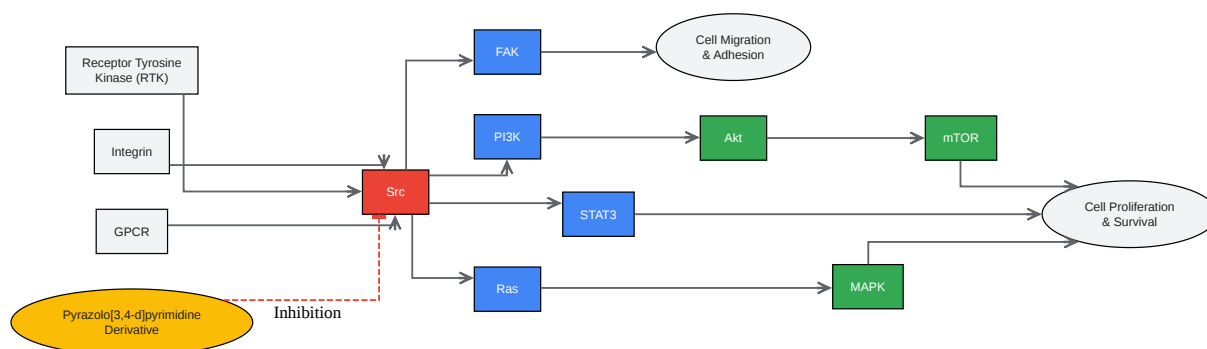 Receptor Tyrosine
Kinase (RTK)
Integrin
GPCR
Pyrazolo[3,4-d]pyrimidine
Derivative
Inhibition
Src
FAK
PI3K
STAT3
Ras
Cell Migration
& Adhesion
Akt
mTOR
MAPK
Cell Proliferation
& Survival